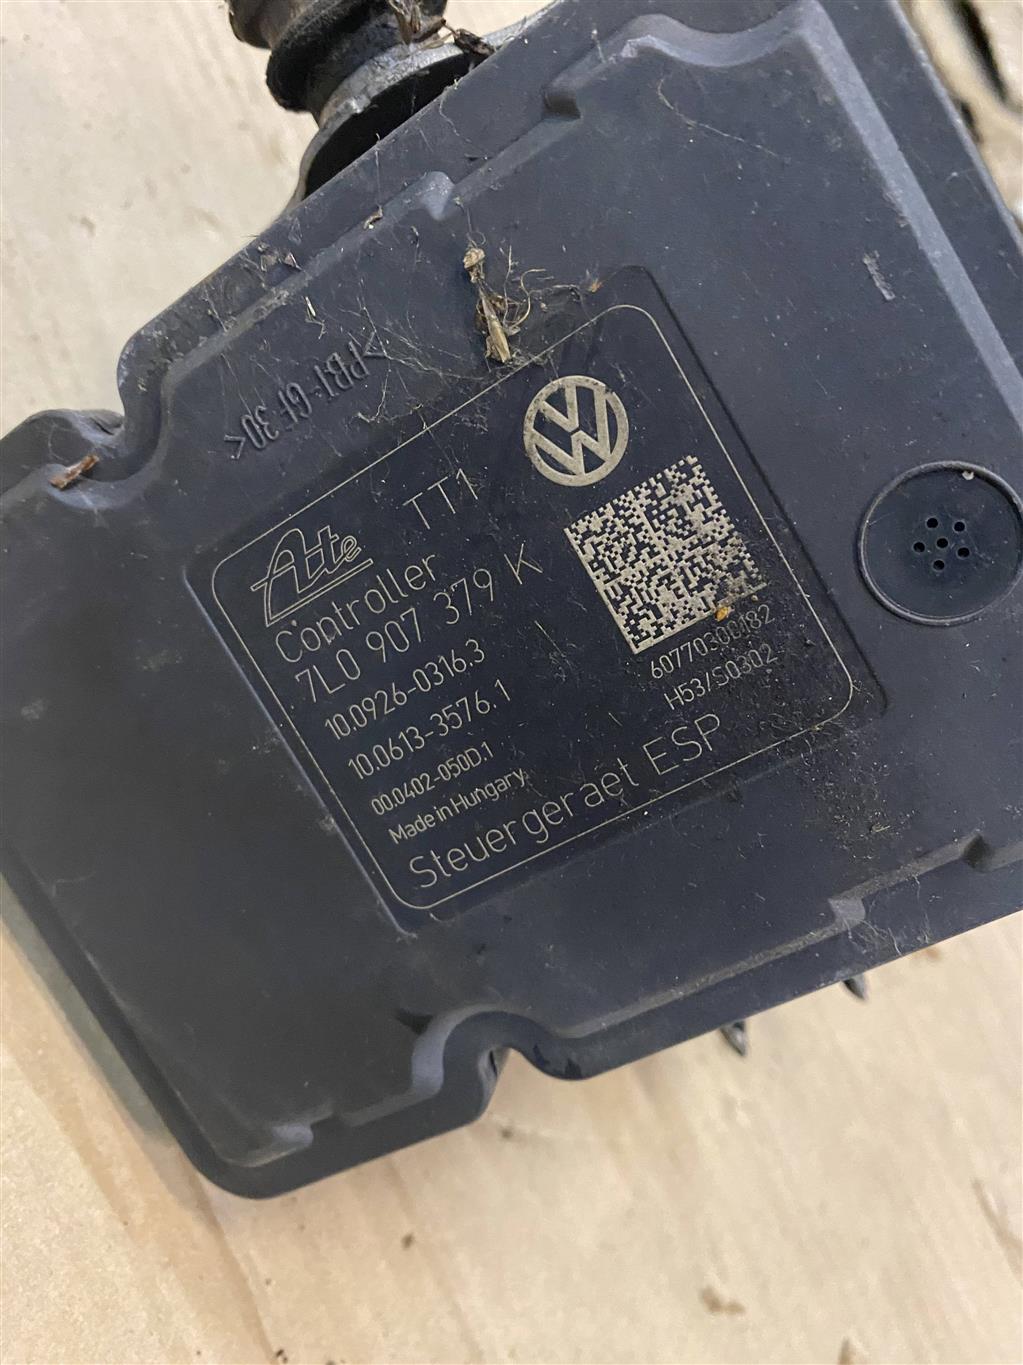 >PBT-GF30<
Ate
TT1
Controller
7L0 907 379 K
10.0926-0316.3
10.0613-3576.1
00.0402-050D.1
Made in Hungary
60770300182
H53/S0302
Steuergeraet ESP